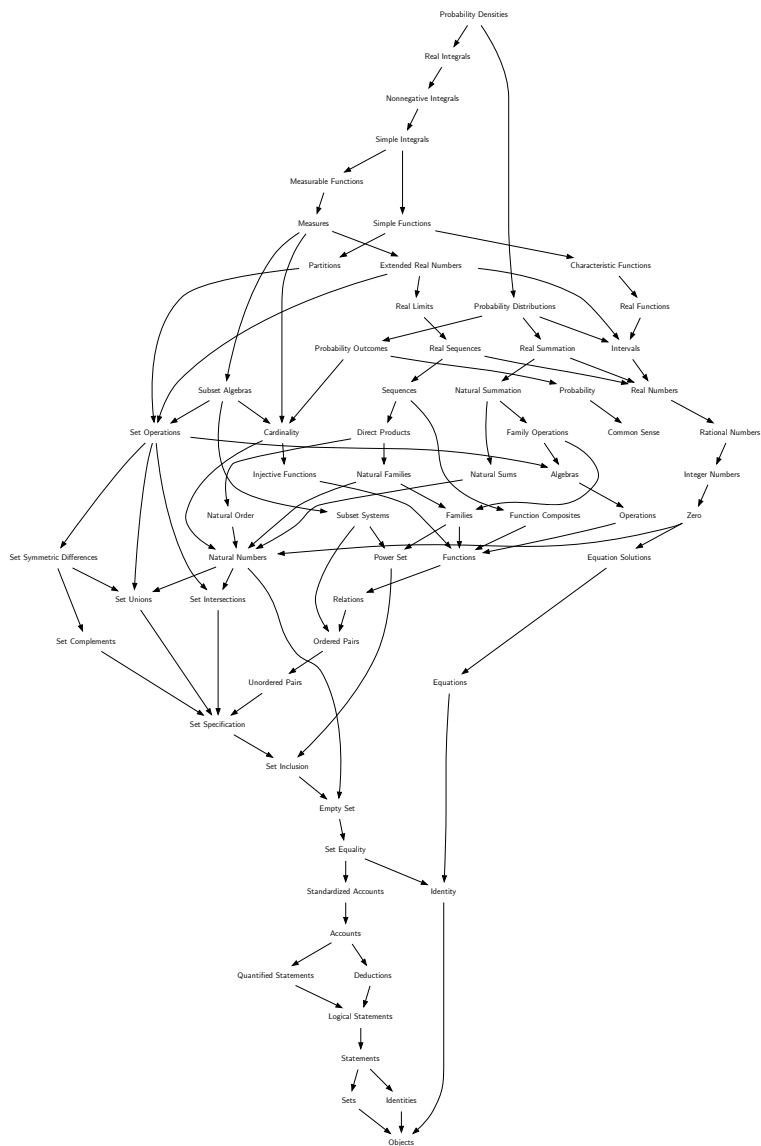 Probability Densities
Real Integrals
Nonnegative Integrals
Simple Integrals
Measurable Functions
Measures
Simple Functions
Partitions
Extended Real Numbers
Characteristic Functions
Real Limits
Probability Distributions
Real Functions
Probability Outcomes
Real Sequences
Real Summation
Intervals
Subset Algebras
Sequences
Natural Summation
Probability
Real Numbers
Set Operations
Cardinality
Direct Products
Family Operations
Common Sense
Rational Numbers
Injective Functions
Natural Families
Natural Sums
Algebras
Integer Numbers
Natural Order
Subset Systems
Families
Function Composites
Operations
Zero
Set Symmetric Differences
Natural Numbers
Power Set
Functions
Equation Solutions
Set Unions
Set Intersections
Relations
Set Complements
Ordered Pairs
Unordered Pairs
Equations
Set Specification
Set Inclusion
Empty Set
Set Equality
Standardized Accounts
Identity
Accounts
Quantified Statements
Deductions
Logical Statements
Statements
Sets
Identities
Objects